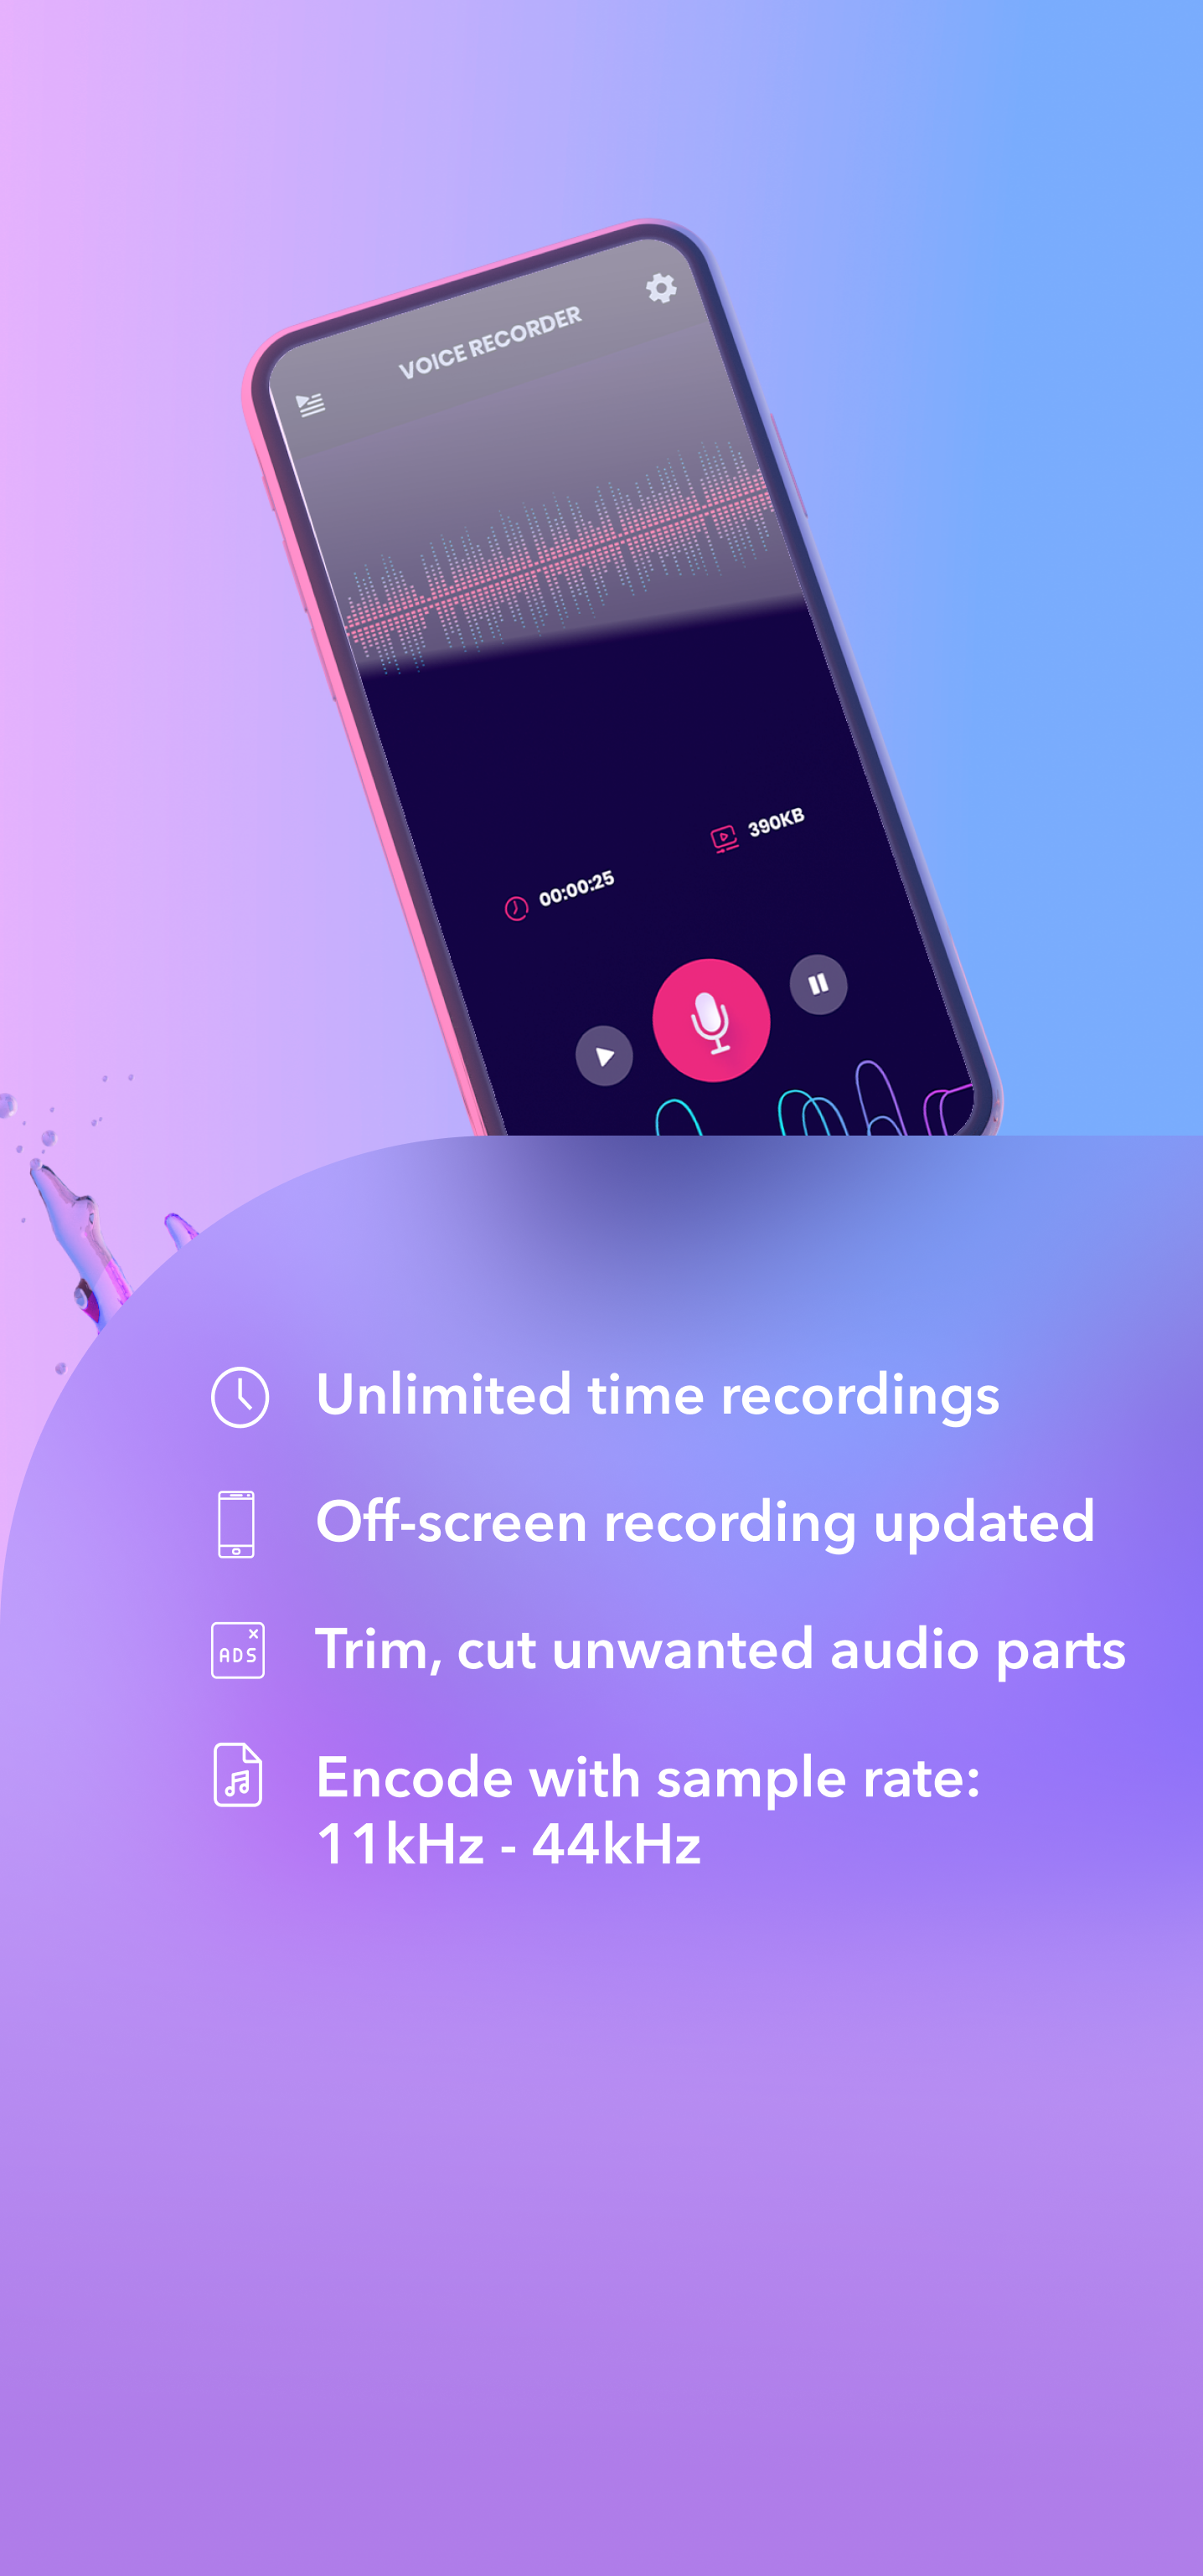 VOICE RECORDER
390KB
00:00:25
Unlimited time recordings
Off-screen recording updated
ADS
Trim, cut unwanted audio parts
Encode with sample rate:
11kHz - 44kHz